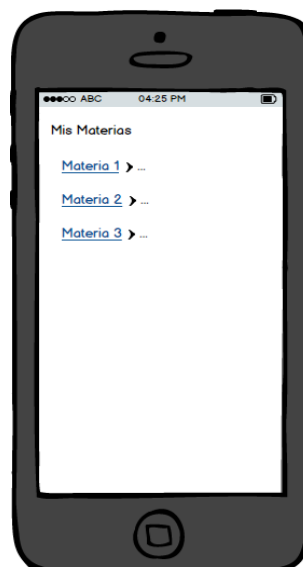 ABC 04:25 PM
Mis Materias
Materia 1 > ...
Materia 2 > ...
Materia 3 > ...